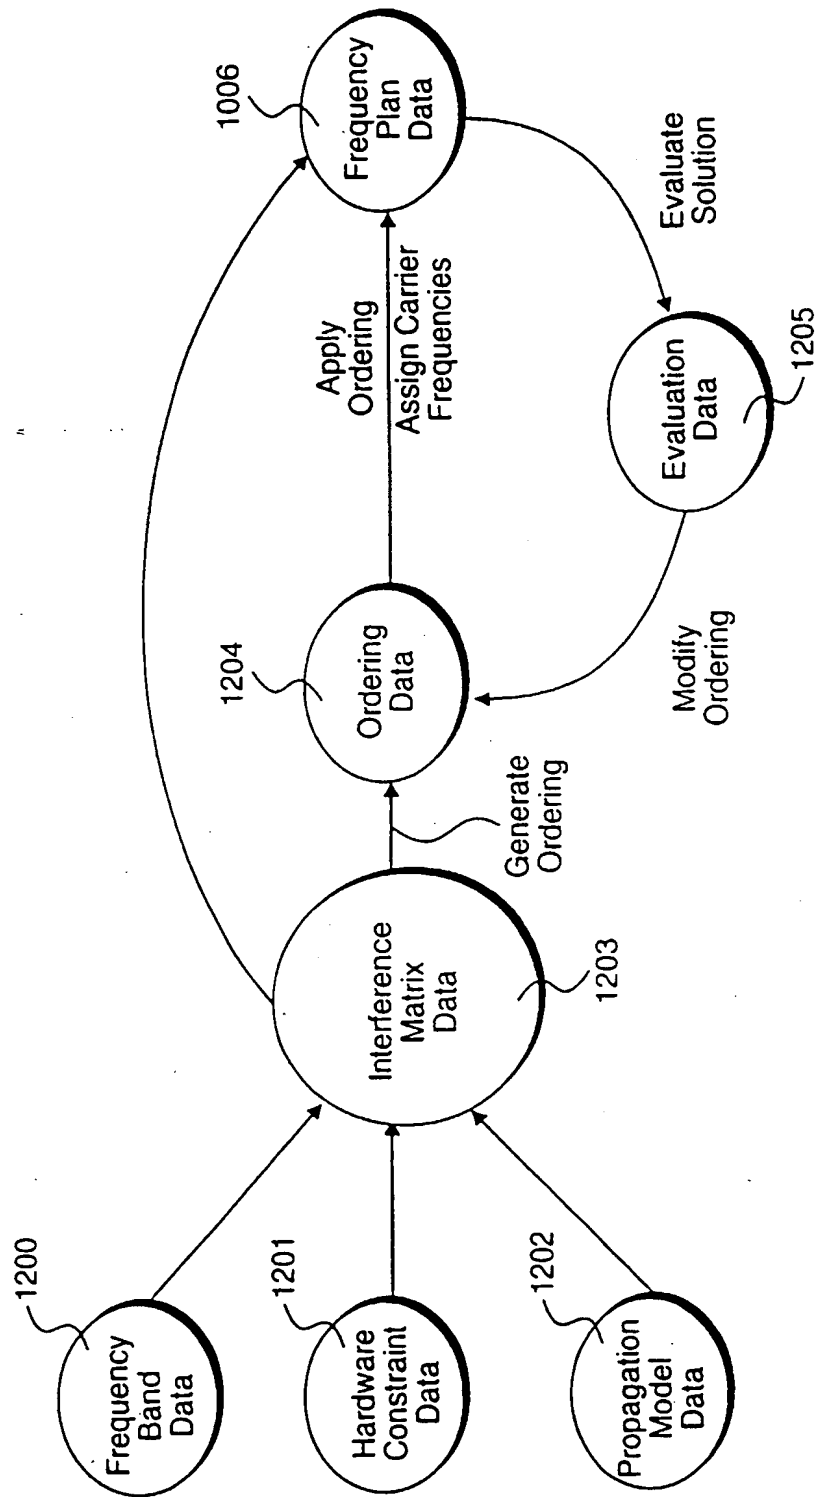 1200
Frequency
Band
Data
1201
Hardware
Constraint
Data
1202
Propagation
Model
Data
Interference
Matrix
Data
1203
Generate
Ordering
1204
Ordering
Data
Apply
Ordering
Assign Carrier
Frequencies
1006
Frequency
Plan
Data
Evaluate
Solution
Evaluation
Data
1205
Modify
Ordering